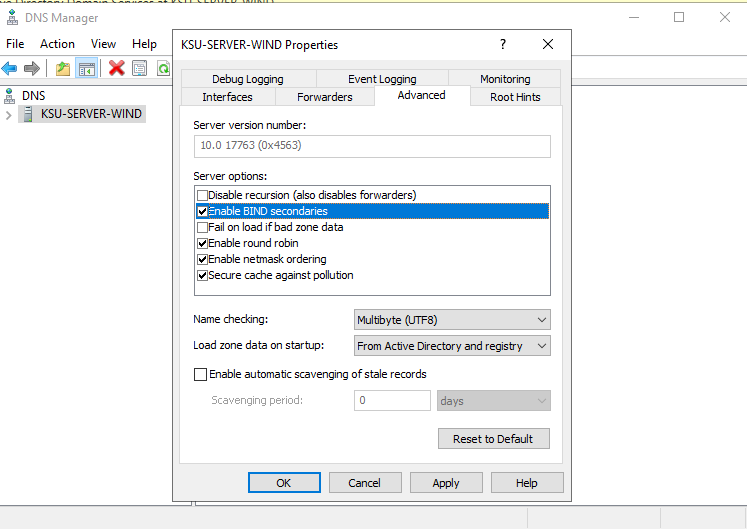 DNS Manager
File Action View Help
DNS
KSU-SERVER-WIND
KSU-SERVER-WIND Properties
?
Debug Logging Event Logging Monitoring
Interfaces Forwarders Advanced Root Hints
Server version number:
10.0 17763 (0x4563)
Server options:
Disable recursion (also disables forwarders)
Enable BIND secondaries
Fail on load if bad zone data
Enable round robin
Enable netmask ordering
Secure cache against pollution
Name checking: Multibyte (UTF8)
Load zone data on startup: From Active Directory and registry
Enable automatic scavenging of stale records
Scavenging period: 0 days
Reset to Default
OK Cancel Apply Help